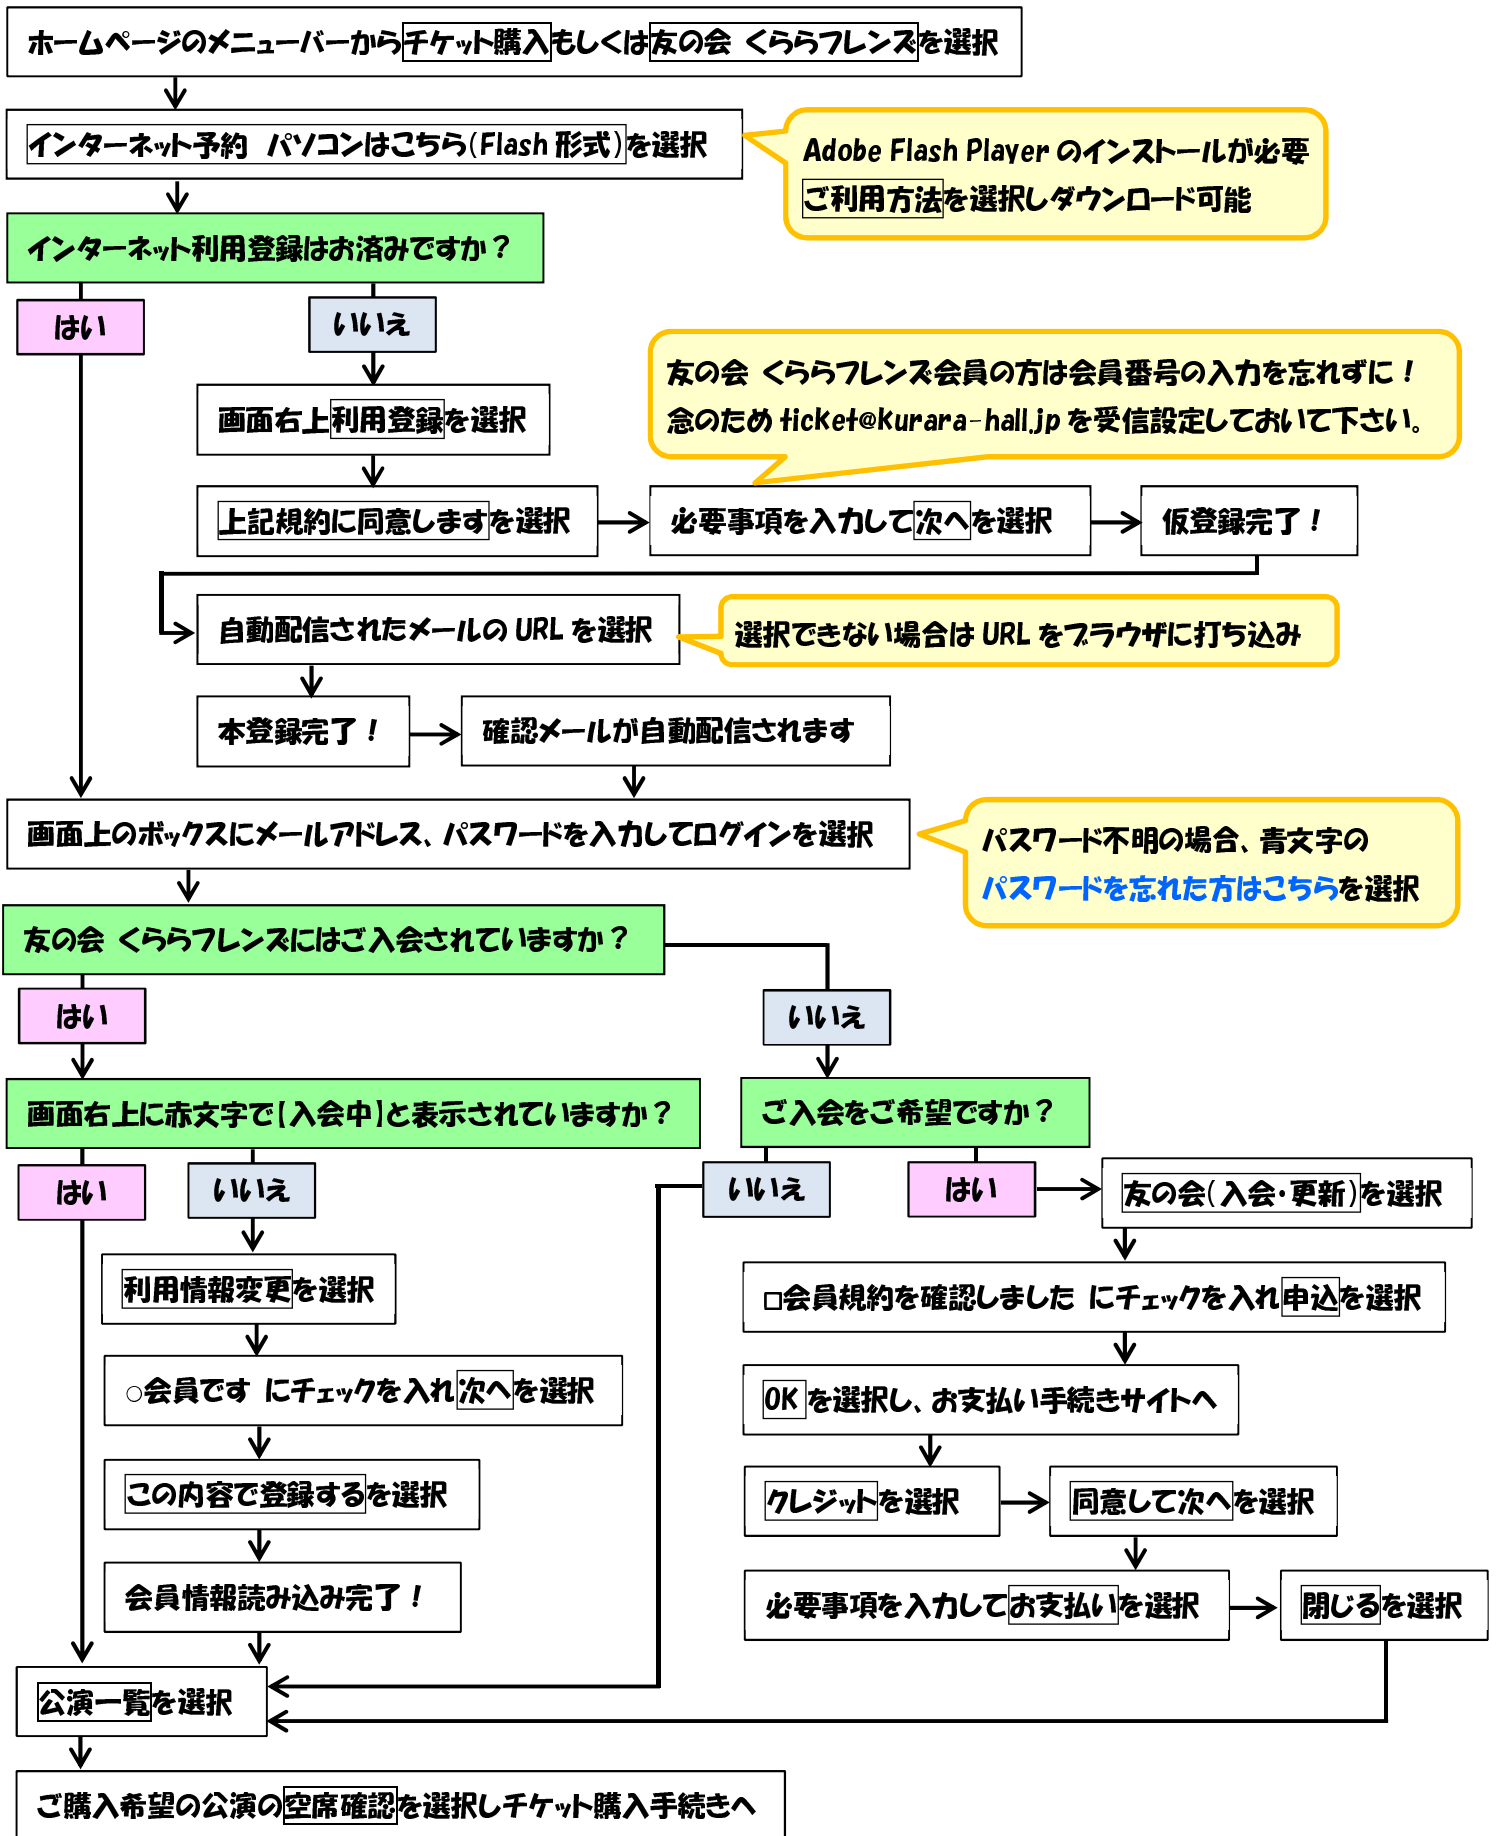 ホームページのメニューバーからチケット購入もしくは友の会 くららフレンズを選択
インターネット予約 パソコンはこちら(Flash 形式)を選択
Adobe Flash Player のインストールが必要
ご利用方法を選択しダウンロード可能
インターネット利用登録はお済みですか？
はい
いいえ
画面右上利用登録を選択
友の会 くららフレンズ会員の方は会員番号の入力を忘れずに！
念のため ticket@kurara-hall.jp を受信設定しておいて下さい。
上記規約に同意しますを選択
必要事項を入力して次へを選択
仮登録完了！
自動配信されたメールの URL を選択
選択できない場合は URL をブラウザに打ち込み
本登録完了！
確認メールが自動配信されます
画面上のボックスにメールアドレス、パスワードを入力してログインを選択
パスワード不明の場合、青文字の
パスワードを忘れた方はこちらを選択
友の会 くららフレンズにはご入会されていますか？
はい
いいえ
画面右上に赤文字で【入会中】と表示されていますか？
ご入会をご希望ですか？
はい
いいえ
いいえ
はい
友の会(入会・更新)を選択
利用情報変更を選択
□会員規約を確認しました にチェックを入れ申込を選択
○会員です にチェックを入れ次へを選択
OK を選択し、お支払い手続きサイトへ
この内容で登録するを選択
クレジットを選択
同意して次へを選択
会員情報読み込み完了！
必要事項を入力してお支払いを選択
閉じるを選択
公演一覧を選択
ご購入希望の公演の空席確認を選択しチケット購入手続きへ